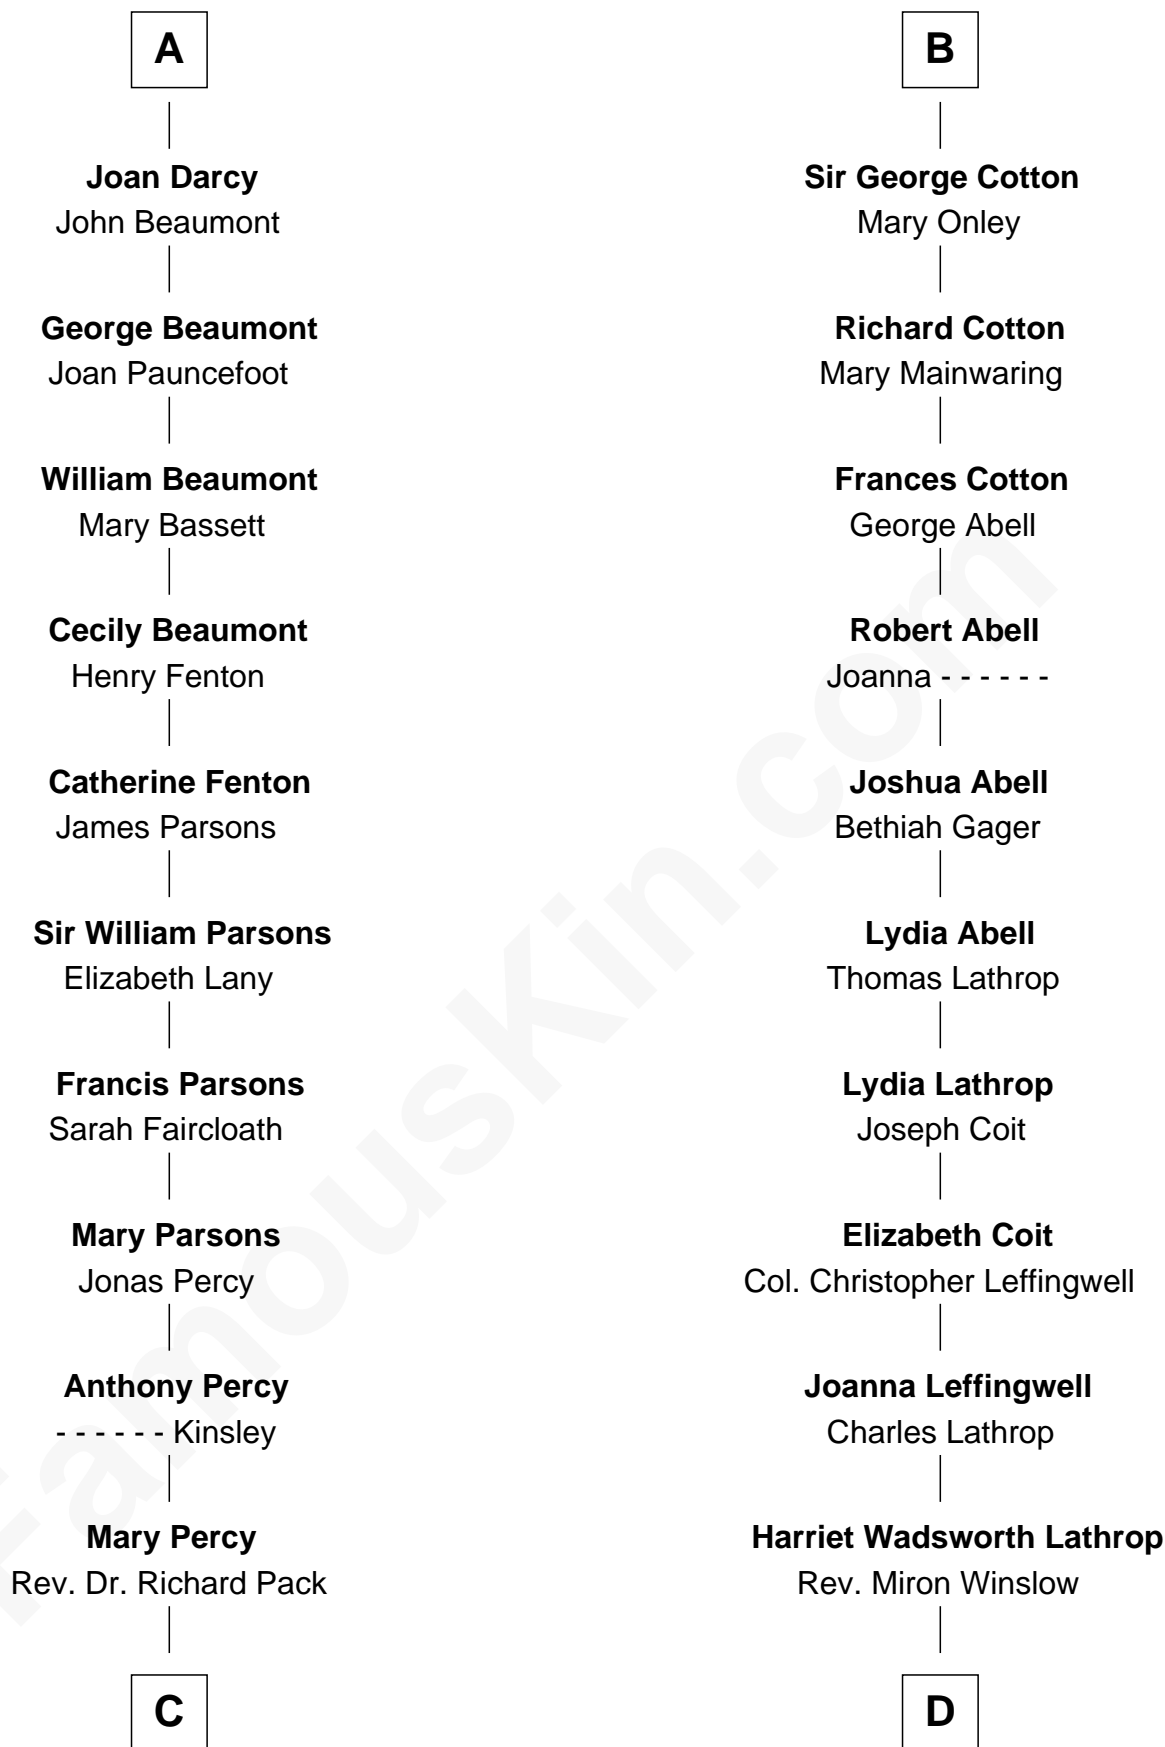 A
Joan Darcy
John Beaumont
George Beaumont
Joan Pauncefoot
William Beaumont
Mary Bassett
Cecily Beaumont
Henry Fenton
Catherine Fenton
James Parsons
Sir William Parsons
Elizabeth Lany
Francis Parsons
Sarah Faircloath
Mary Parsons
Jonas Percy
Anthony Percy
- - - - - - Kinsley
Mary Percy
Rev. Dr. Richard Pack
C
B
Sir George Cotton
Mary Onley
Richard Cotton
Mary Mainwaring
Frances Cotton
George Abell
Robert Abell
Joanna - - - - - -
Joshua Abell
Bethiah Gager
Lydia Abell
Thomas Lathrop
Lydia Lathrop
Joseph Coit
Elizabeth Coit
Col. Christopher Leffingwell
Joanna Leffingwell
Charles Lathrop
Harriet Wadsworth Lathrop
Rev. Miron Winslow
D
FamousKin.com